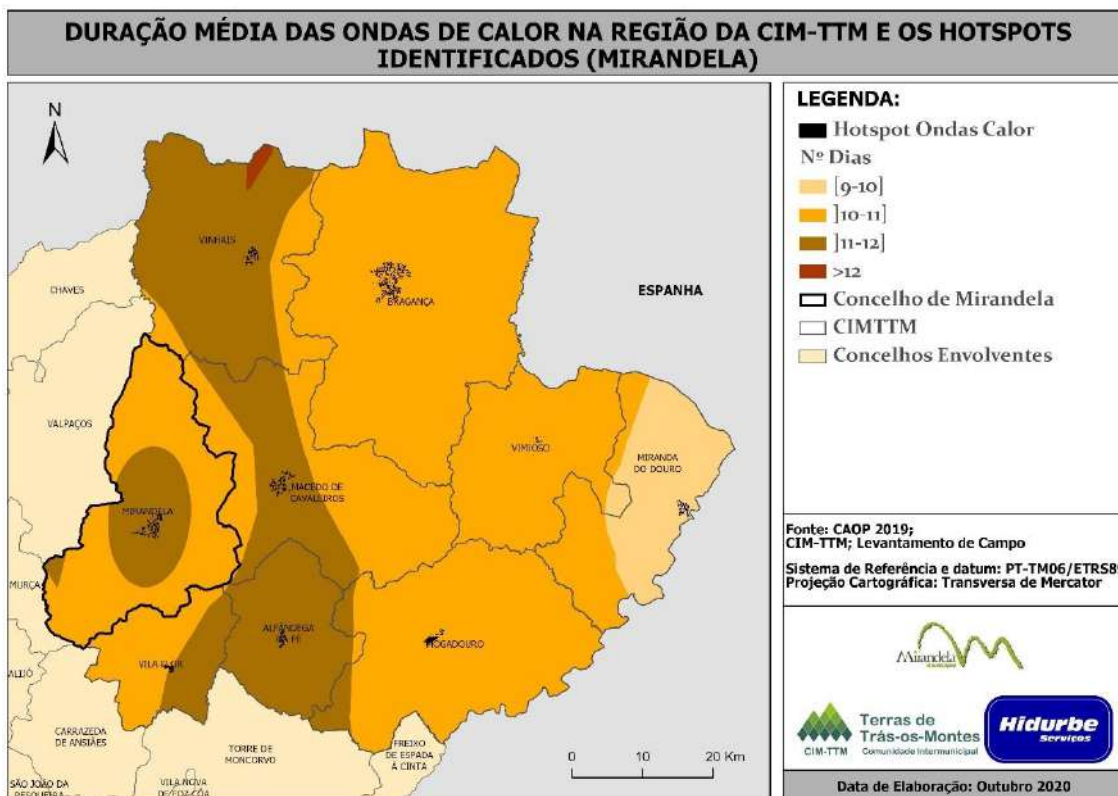 DURAÇÃO MÉDIA DAS ONDAS DE CALOR NA REGIÃO DA CIM-TTM E OS HOTSPOTS
IDENTIFICADOS (MIRANDELA)
N
VINHAIS
BRAGANÇA
ESPANHA
CHAVES
VALPAÇOS
VIMIOSO
MIRANDA
DO DOURO
MACEDO DE
CAVALEIROS
MIRANDELA
MURÇA
ALFÂNDEGA
DA FÉ
MOGADOURO
VILA FLOR
ALIJÓ
CARRAZEDA
DE ANSIÃES
TORRE DE
MONCORVO
FREIXO
DE ESPADA
À CINTA
SÃO JOÃO DA
PESQUEIRA
VILA NOVA
DE FOZ CÔA
0 10 20 Km
LEGENDA:
Hotspot Ondas Calor
Nº Dias
[9-10]
]10-11]
]11-12]
>12
Concelho de Mirandela
CIMTTM
Concelhos Envolventes
Fonte: CAOP 2019;
CIM-TTM; Levantamento de Campo
Sistema de Referência e datum: PT-TM06/ETRS89
Projeção Cartográfica: Transversa de Mercator
Mirandela
CIM-TTM
Terras de
Trás-os-Montes
Comunidade Intermunicipal
Hidurbe
Serviços
Data de Elaboração: Outubro 2020